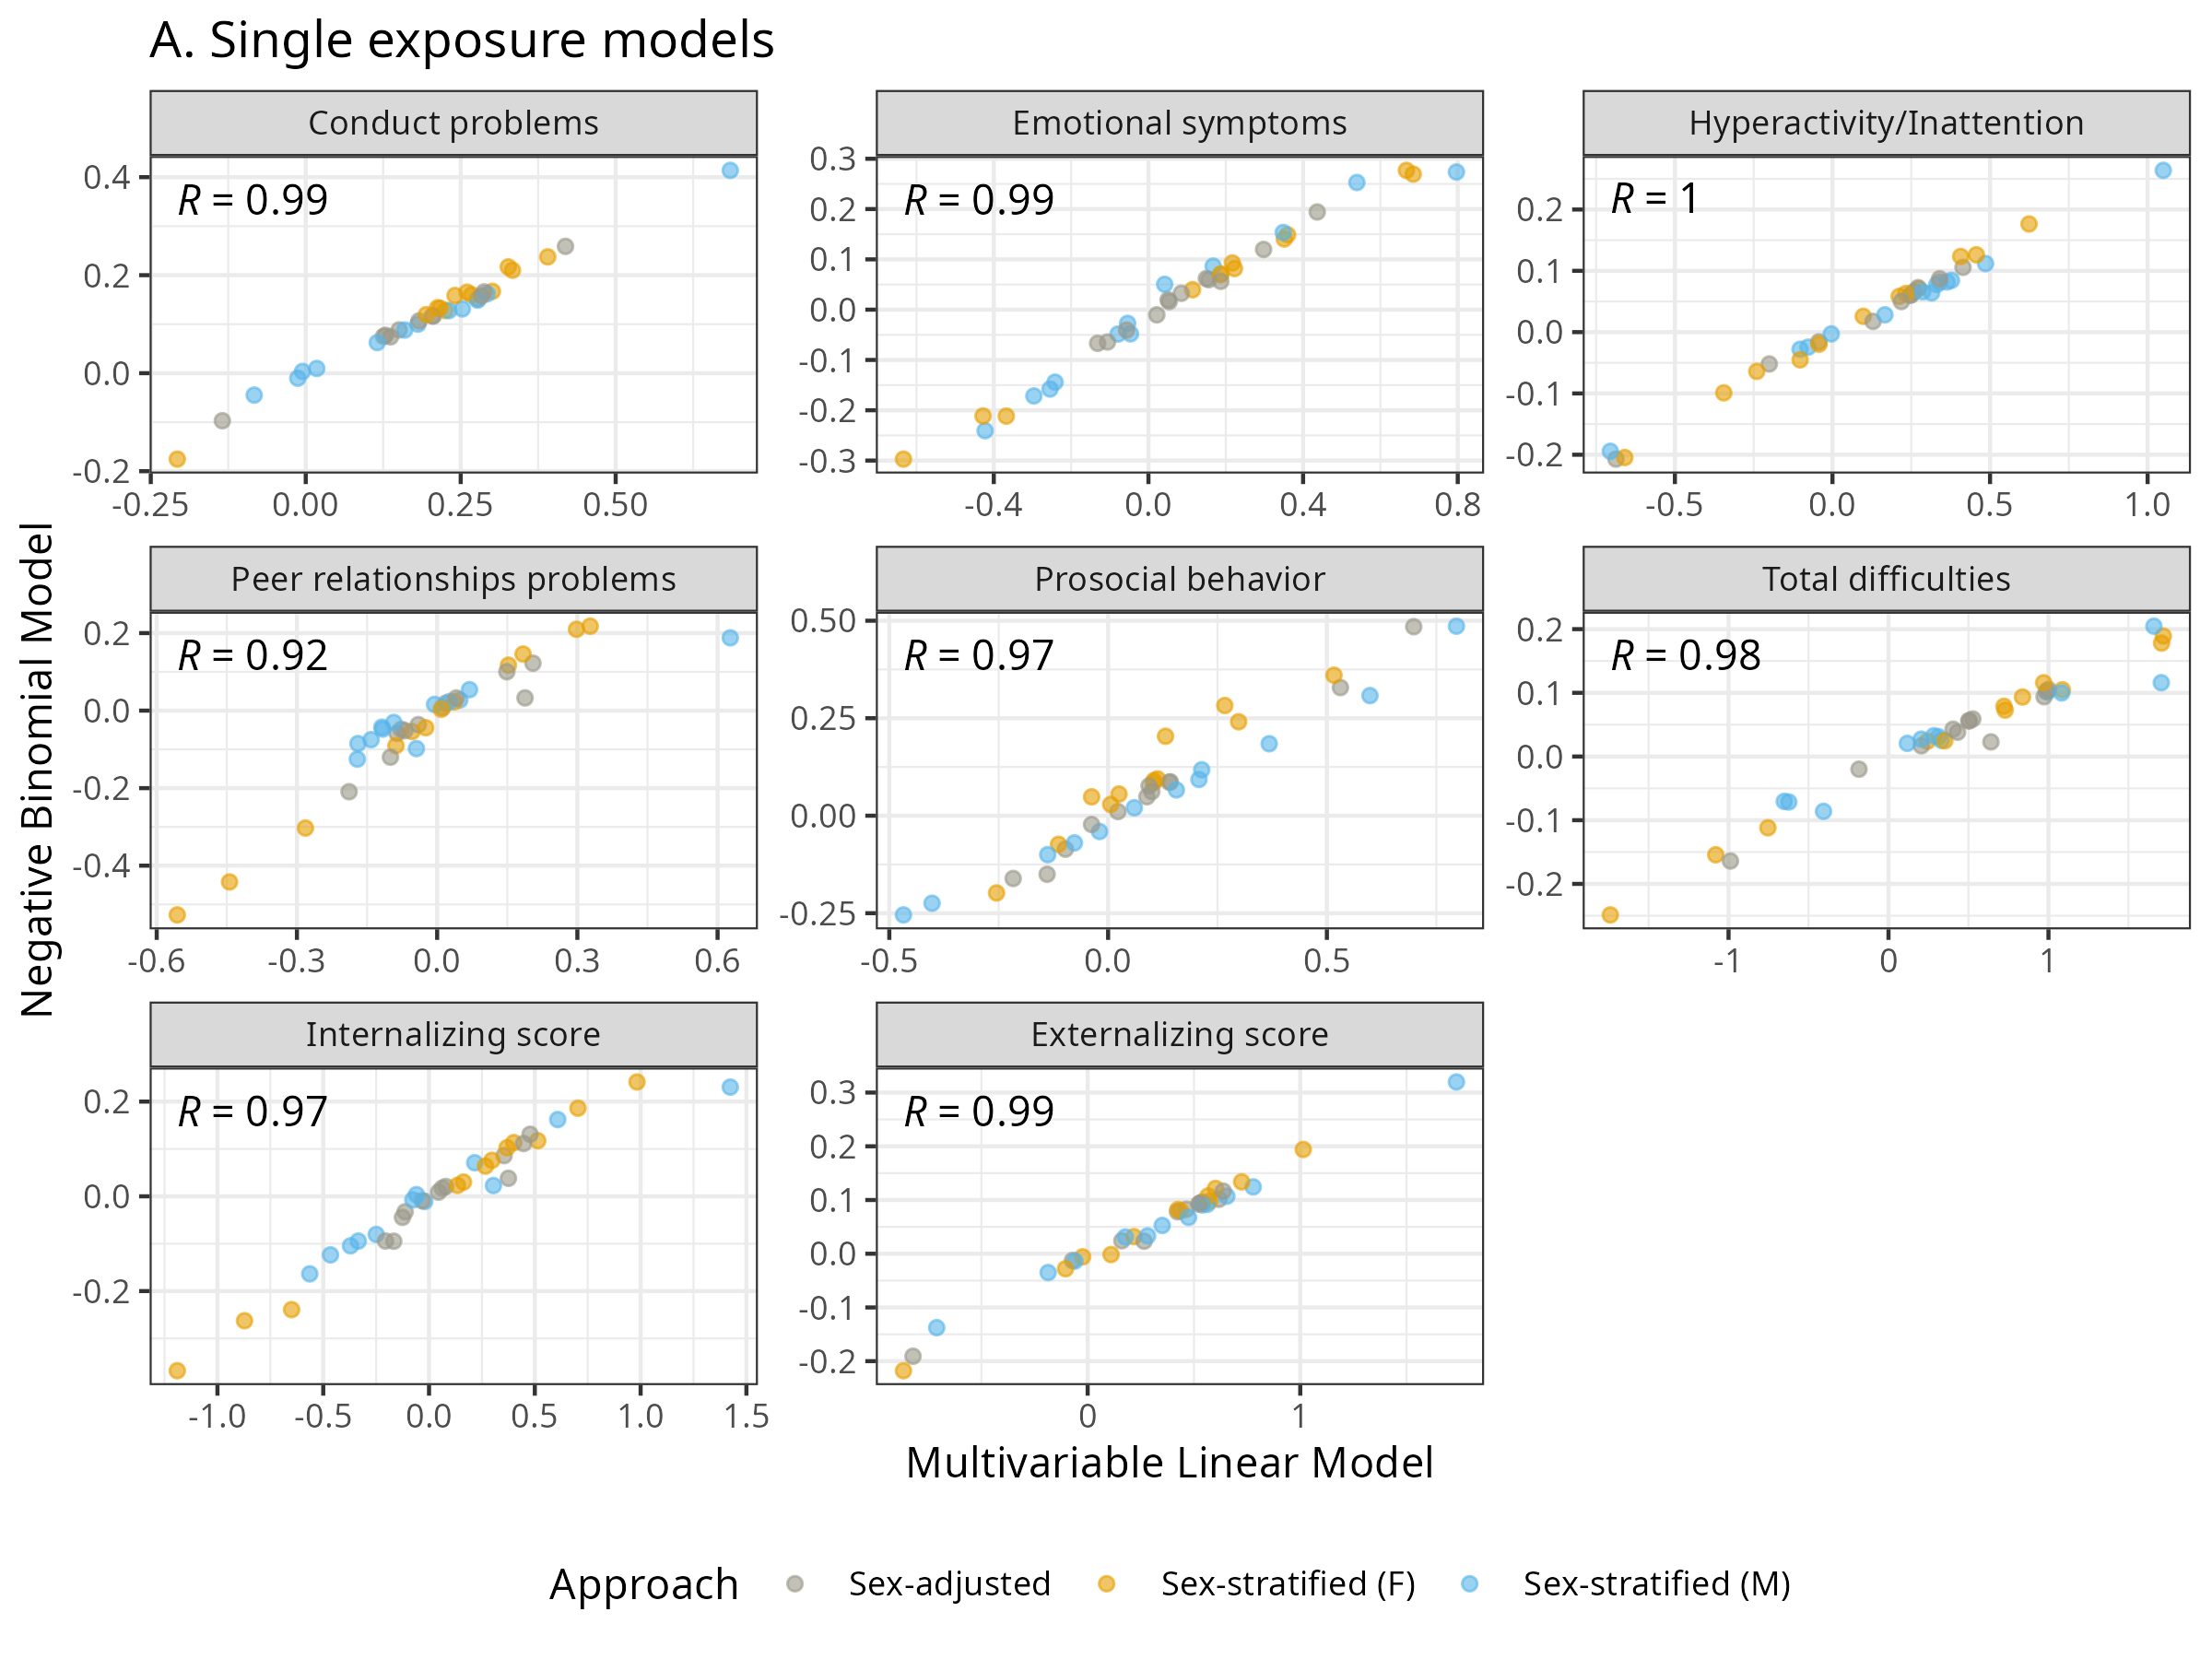 A. Single exposure models
Conduct problems
Emotional symptoms
Hyperactivity/Inattention
R = 0.99
0.4
0.2
0.0
-0.2
-0.25 0.00 0.25 0.50
R = 0.99
0.3
0.2
0.1
0.0
-0.1
-0.2
-0.3
-0.4 0.0 0.4 0.8
R = 1
0.2
0.1
0.0
-0.1
-0.2
-0.5 0.0 0.5 1.0
Negative Binomial Model
Peer relationships problems
Prosocial behavior
Total difficulties
R = 0.92
0.2
0.0
-0.2
-0.4
-0.6 -0.3 0.0 0.3 0.6
R = 0.97
0.50
0.25
0.00
-0.25
-0.5 0.0 0.5
R = 0.98
0.2
0.1
0.0
-0.1
-0.2
-1 0 1
Internalizing score
Externalizing score
R = 0.97
0.2
0.0
-0.2
-1.0 -0.5 0.0 0.5 1.0 1.5
R = 0.99
0.3
0.2
0.1
0.0
-0.1
-0.2
0 1
Multivariable Linear Model
Approach Sex-adjusted Sex-stratified (F) Sex-stratified (M)